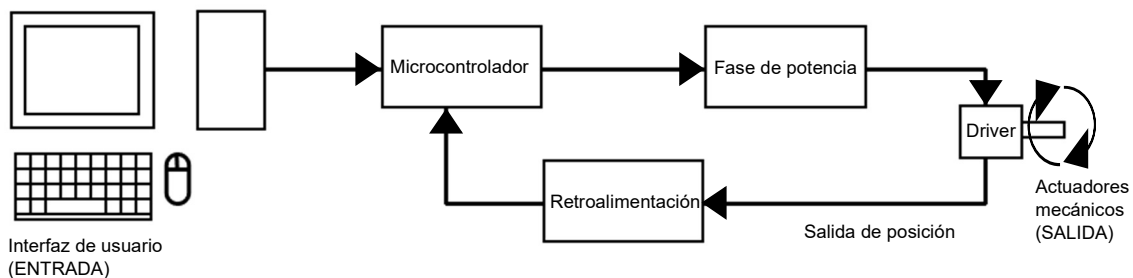 Microcontrolador
Fase de potencia
Driver
Retroalimentación
Actuadores
mecánicos
(SALIDA)
Salida de posición
Interfaz de usuario
(ENTRADA)